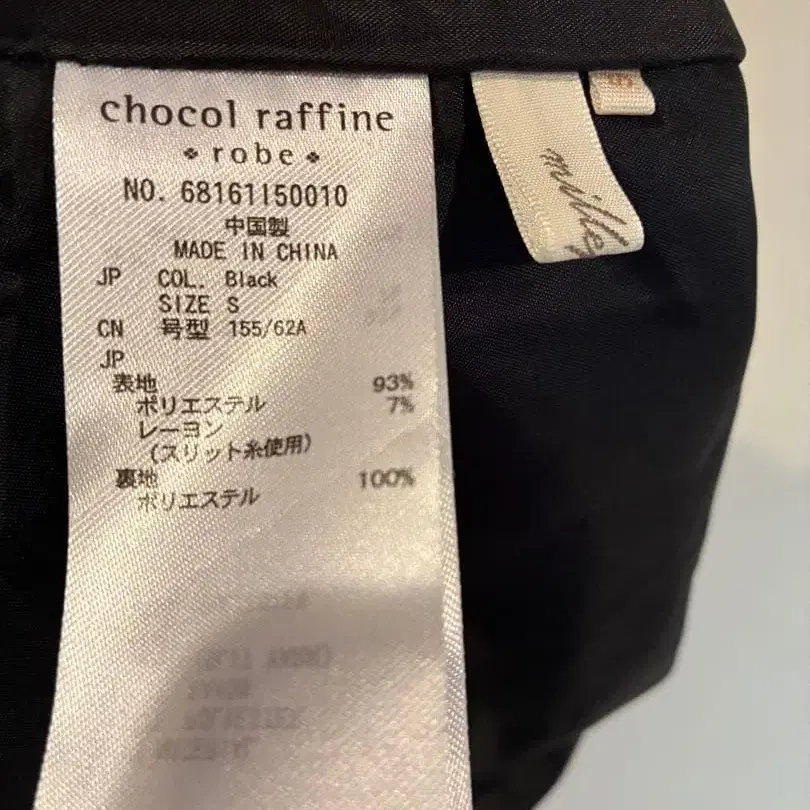 chocol raffine
robe
NO. 68161150010
中国製
MADE IN CHINA
JP COL. Black
SIZE S
CN 号型 155/62A
JP
表地
ポリエステル 93%
レーヨン 7%
(スリット糸使用)
裏地
ポリエステル 100%
mille